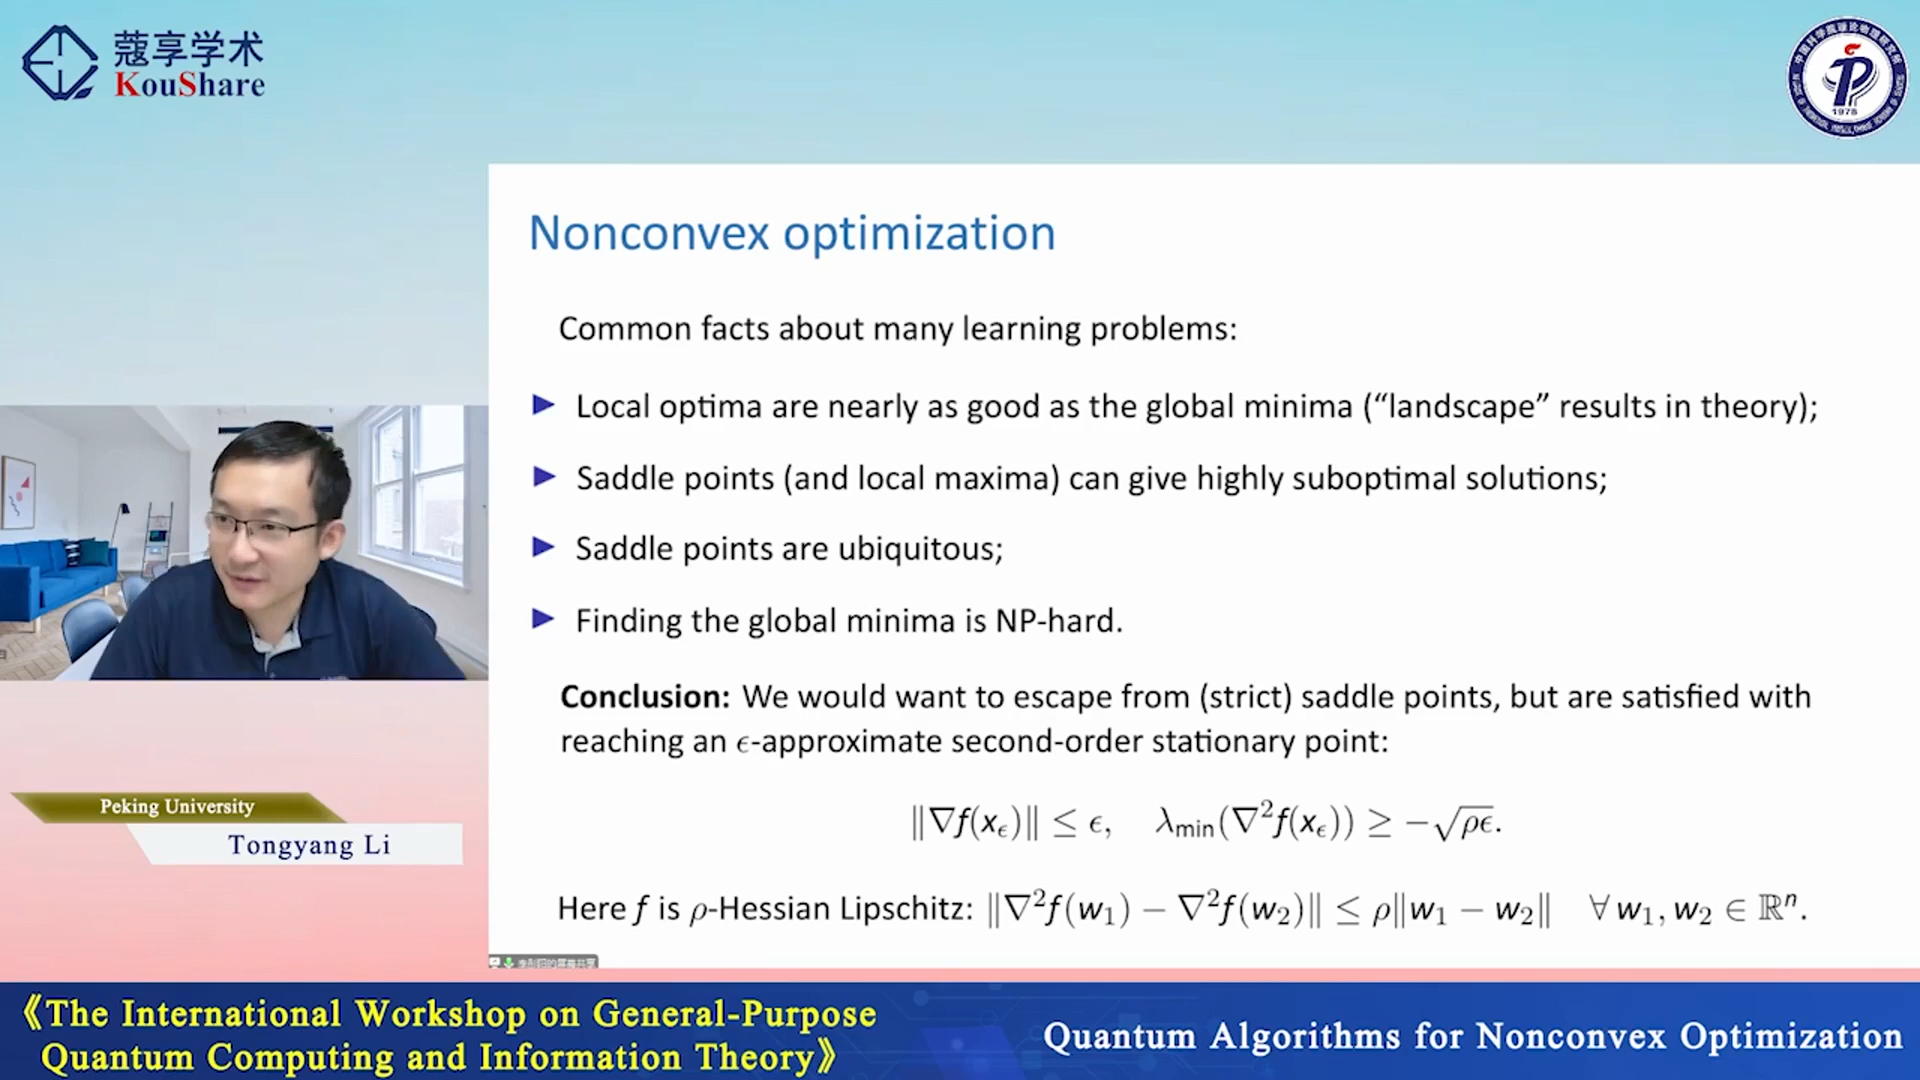 蔻享学术
KouShare
1978
Nonconvex optimization
Common facts about many learning problems:
Local optima are nearly as good as the global minima (“landscape” results in theory);
Saddle points (and local maxima) can give highly suboptimal solutions;
Saddle points are ubiquitous;
Finding the global minima is NP-hard.
Conclusion: We would want to escape from (strict) saddle points, but are satisfied with
reaching an ϵ-approximate second-order stationary point:
‖∇f(x_ϵ)‖ ≤ ϵ, λ_min(∇²f(x_ϵ)) ≥ −√ρϵ.
Here f is ρ-Hessian Lipschitz: ‖∇²f(w₁) − ∇²f(w₂)‖ ≤ ρ‖w₁ − w₂‖ ∀ w₁, w₂ ∈ ℝⁿ.
Peking University
Tongyang Li
《The International Workshop on General-Purpose
Quantum Computing and Information Theory》
Quantum Algorithms for Nonconvex Optimization